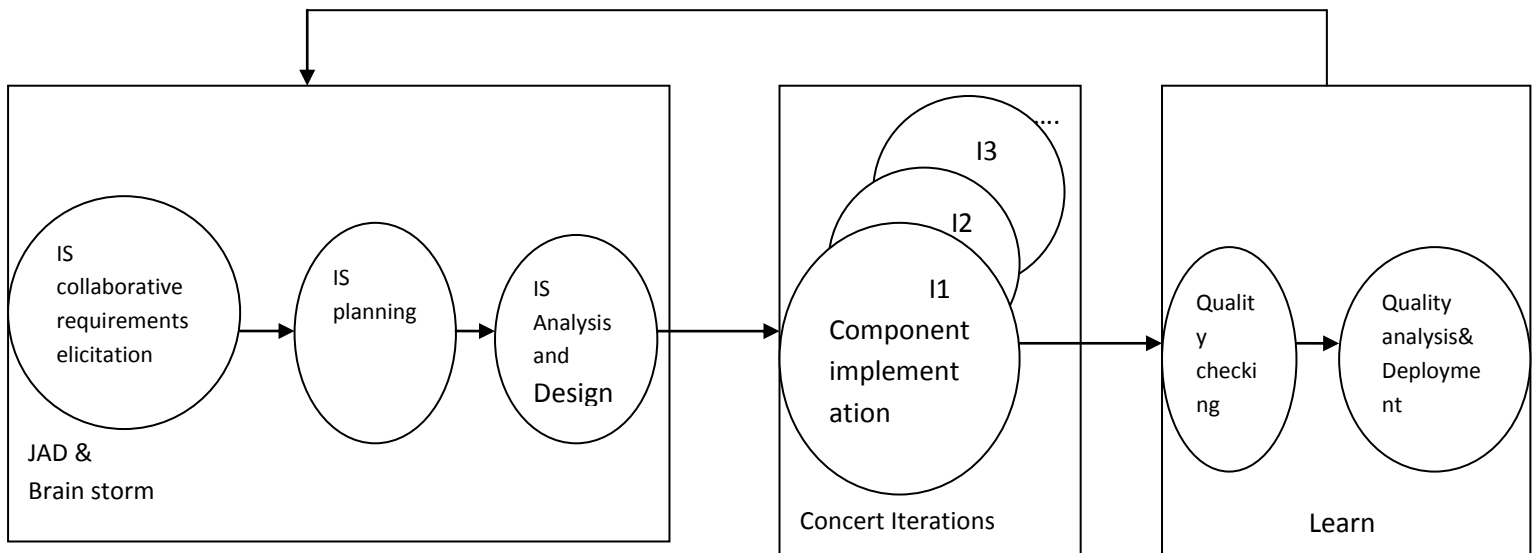 IS
collaborative
requirements
elicitation
JAD &
Brain storm
IS
planning
IS
Analysis
and
Design
....
I3
I2
I1
Component
implement
ation
Concert Iterations
Qualit
y
checki
ng
Quality
analysis&
Deployme
nt
Learn